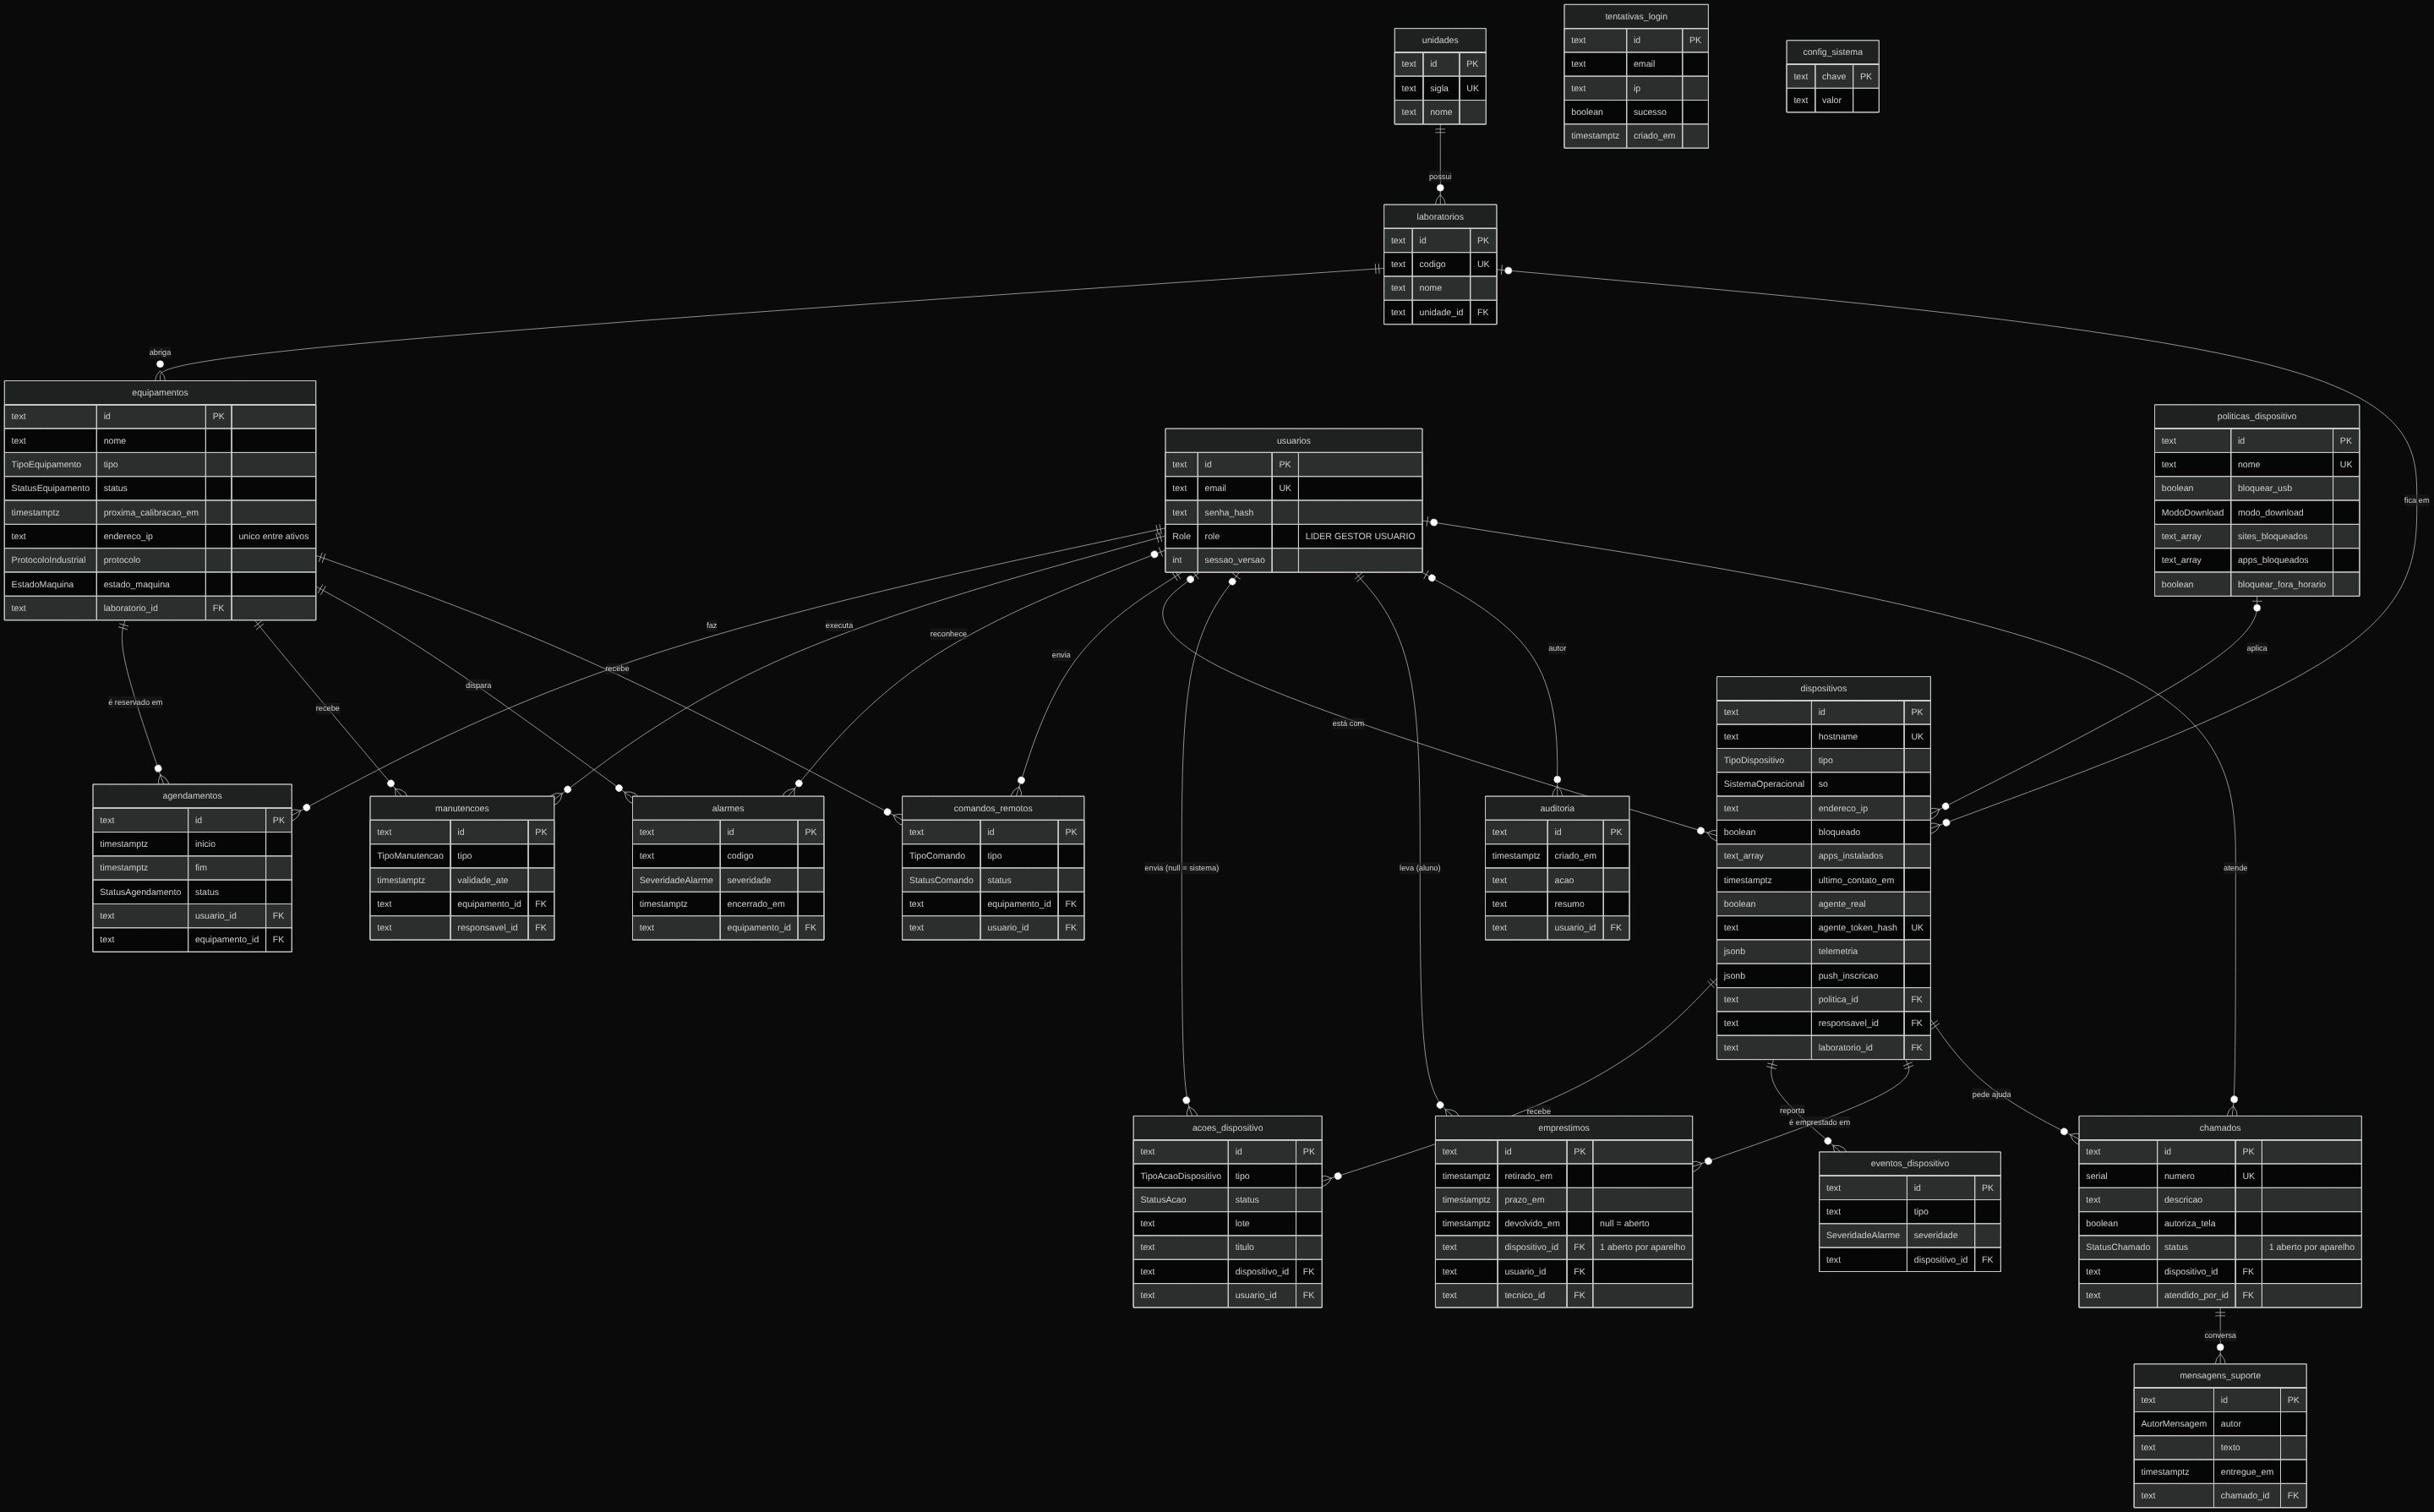 tentativas_login
text id PK
text email
text ip
boolean sucesso
timestamptz criado_em
unidades
text id PK
text sigla UK
text nome
config_sistema
text chave PK
text valor
possui
laboratorios
text id PK
text codigo UK
text nome
text unidade_id FK
abriga
equipamentos
text id PK
text nome
TipoEquipamento tipo
StatusEquipamento status
timestamptz proxima_calibracao_em
text endereco_ip unico entre ativos
ProtocoloIndustrial protocolo
EstadoMaquina estado_maquina
text laboratorio_id FK
usuarios
text id PK
text email UK
text senha_hash
Role role LIDER GESTOR USUARIO
int sessao_versao
politicas_dispositivo
text id PK
text nome UK
boolean bloquear_usb
ModoDownload modo_download
text_array sites_bloqueados
text_array apps_bloqueados
boolean bloquear_fora_horario
fica em
faz
executa
reconhece
envia
autor
aplica
recebe
dispara
é reservado em
recebe
está com
dispositivos
text id PK
text hostname UK
TipoDispositivo tipo
SistemaOperacional so
text endereco_ip
boolean bloqueado
text_array apps_instalados
timestamptz ultimo_contato_em
boolean agente_real
text agente_token_hash UK
jsonb telemetria
jsonb push_inscricao
text politica_id FK
text responsavel_id FK
text laboratorio_id FK
agendamentos
text id PK
timestamptz inicio
timestamptz fim
StatusAgendamento status
text usuario_id FK
text equipamento_id FK
manutencoes
text id PK
TipoManutencao tipo
timestamptz validade_ate
text equipamento_id FK
text responsavel_id FK
alarmes
text id PK
text codigo
SeveridadeAlarme severidade
timestamptz encerrado_em
text equipamento_id FK
comandos_remotos
text id PK
TipoComando tipo
StatusComando status
text equipamento_id FK
text usuario_id FK
auditoria
text id PK
timestamptz criado_em
text acao
text resumo
text usuario_id FK
envia (null = sistema)
leva (aluno)
atende
recebe
reporta
é emprestado em
pede ajuda
acoes_dispositivo
text id PK
TipoAcaoDispositivo tipo
StatusAcao status
text lote
text titulo
text dispositivo_id FK
text usuario_id FK
emprestimos
text id PK
timestamptz retirado_em
timestamptz prazo_em
timestamptz devolvido_em null = aberto
text dispositivo_id FK 1 aberto por aparelho
text usuario_id FK
text tecnico_id FK
eventos_dispositivo
text id PK
text tipo
SeveridadeAlarme severidade
text dispositivo_id FK
chamados
text id PK
serial numero UK
text descricao
boolean autoriza_tela
StatusChamado status 1 aberto por aparelho
text dispositivo_id FK
text atendido_por_id FK
conversa
mensagens_suporte
text id PK
AutorMensagem autor
text texto
timestamptz entregue_em
text chamado_id FK